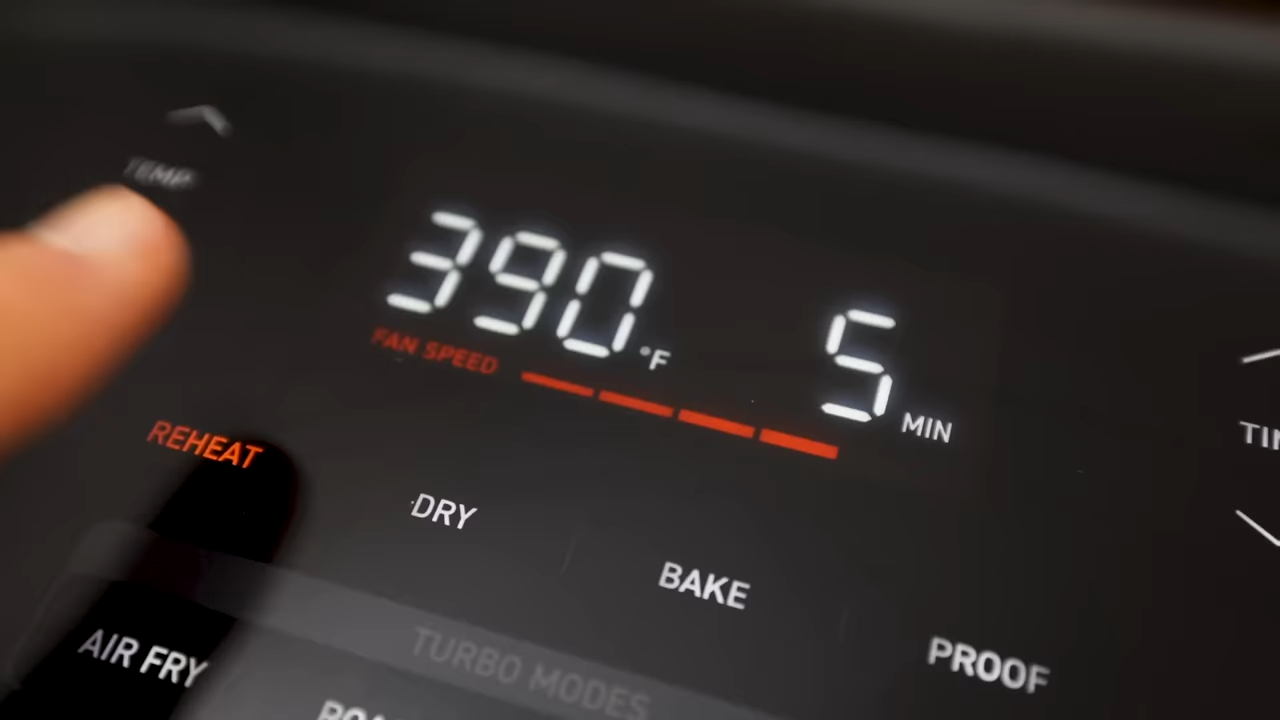 TEMP
390 °F
5 MIN
FAN SPEED
REHEAT
DRY
BAKE
PROOF
TURBO MODES
AIR FRY